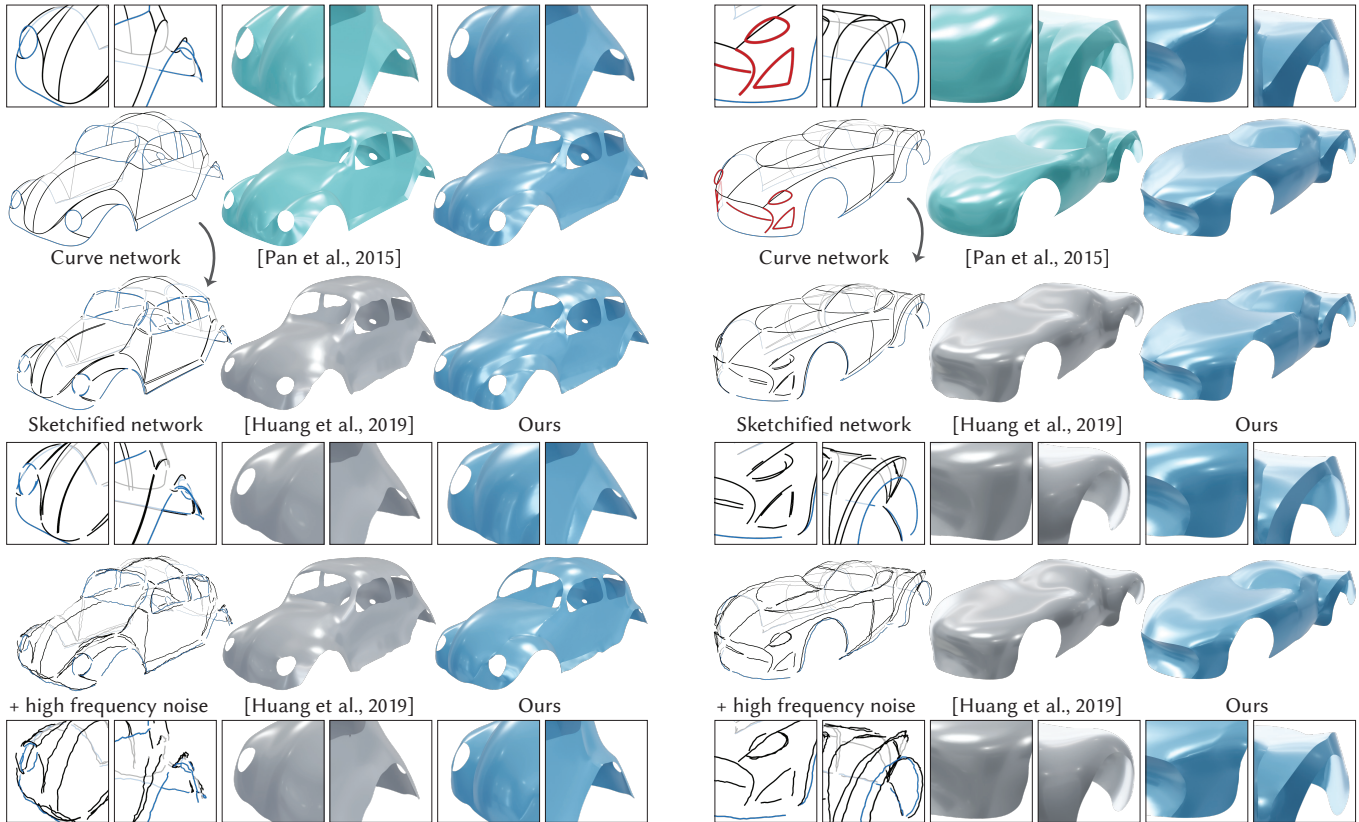 Curve network
[Pan et al., 2015]
Curve network
[Pan et al., 2015]
Sketchified network
[Huang et al., 2019]
Ours
Sketchified network
[Huang et al., 2019]
Ours
+ high frequency noise
[Huang et al., 2019]
Ours
+ high frequency noise
[Huang et al., 2019]
Ours